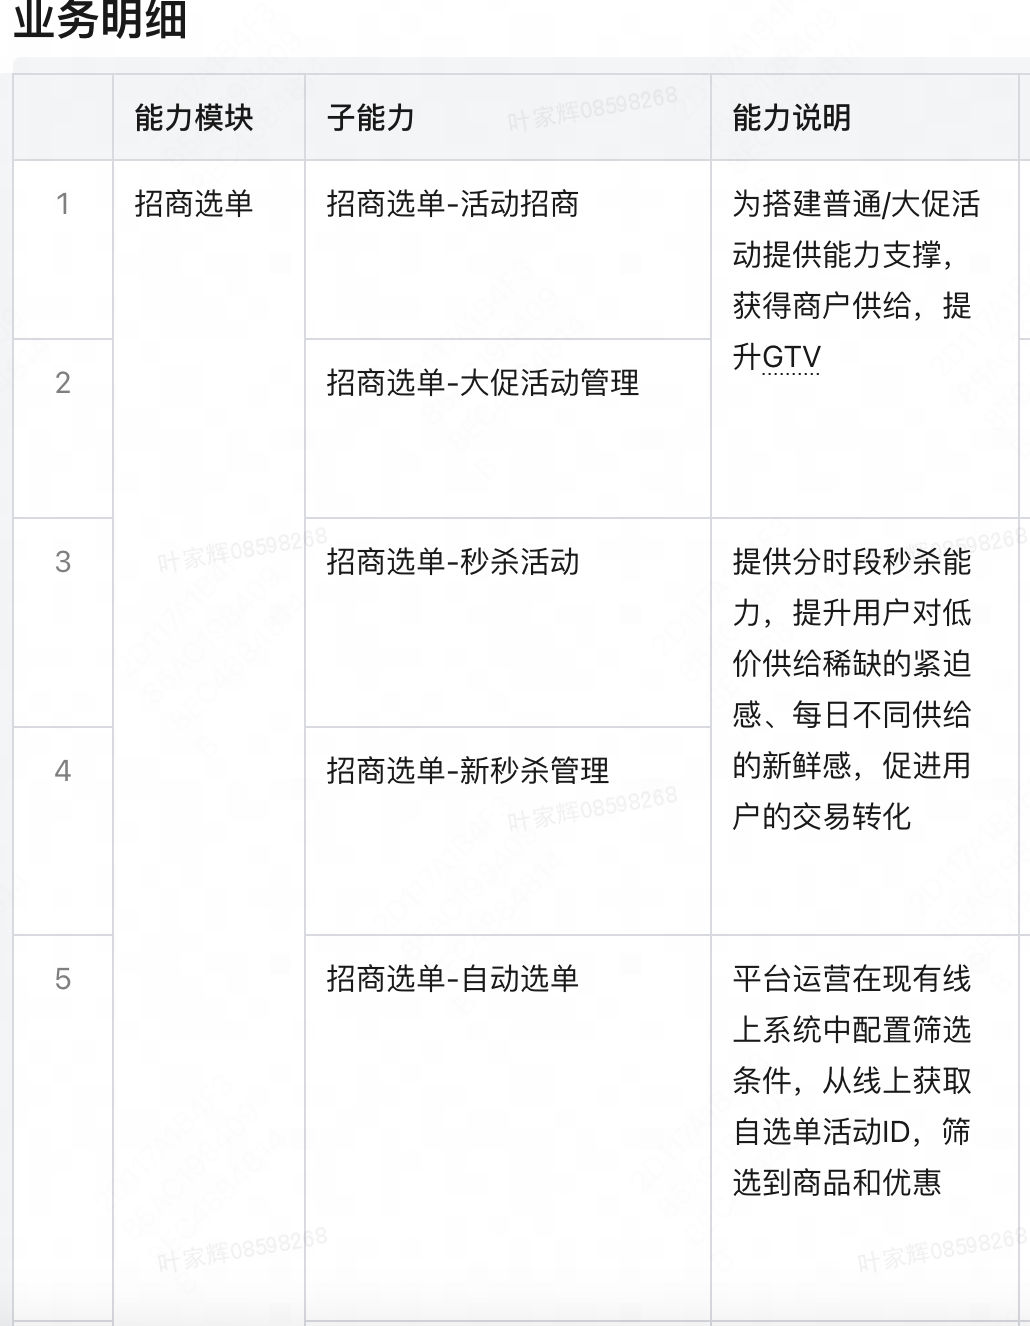 业务明细
能力模块 子能力 能力说明
1 招商选单 招商选单-活动招商 为搭建普通/大促活
动提供能力支撑，
获得商户供给，提
升GTV
2 招商选单-大促活动管理
3 招商选单-秒杀活动 提供分时段秒杀能
力，提升用户对低
价供给稀缺的紧迫
感、每日不同供给
的新鲜感，促进用
户的交易转化
4 招商选单-新秒杀管理
5 招商选单-自动选单 平台运营在现有线
上系统中配置筛选
条件，从线上获取
自选单活动ID，筛
选到商品和优惠
叶家辉08598268
叶家辉08598268
叶家辉08598268
叶家辉08598268
叶家辉08598268